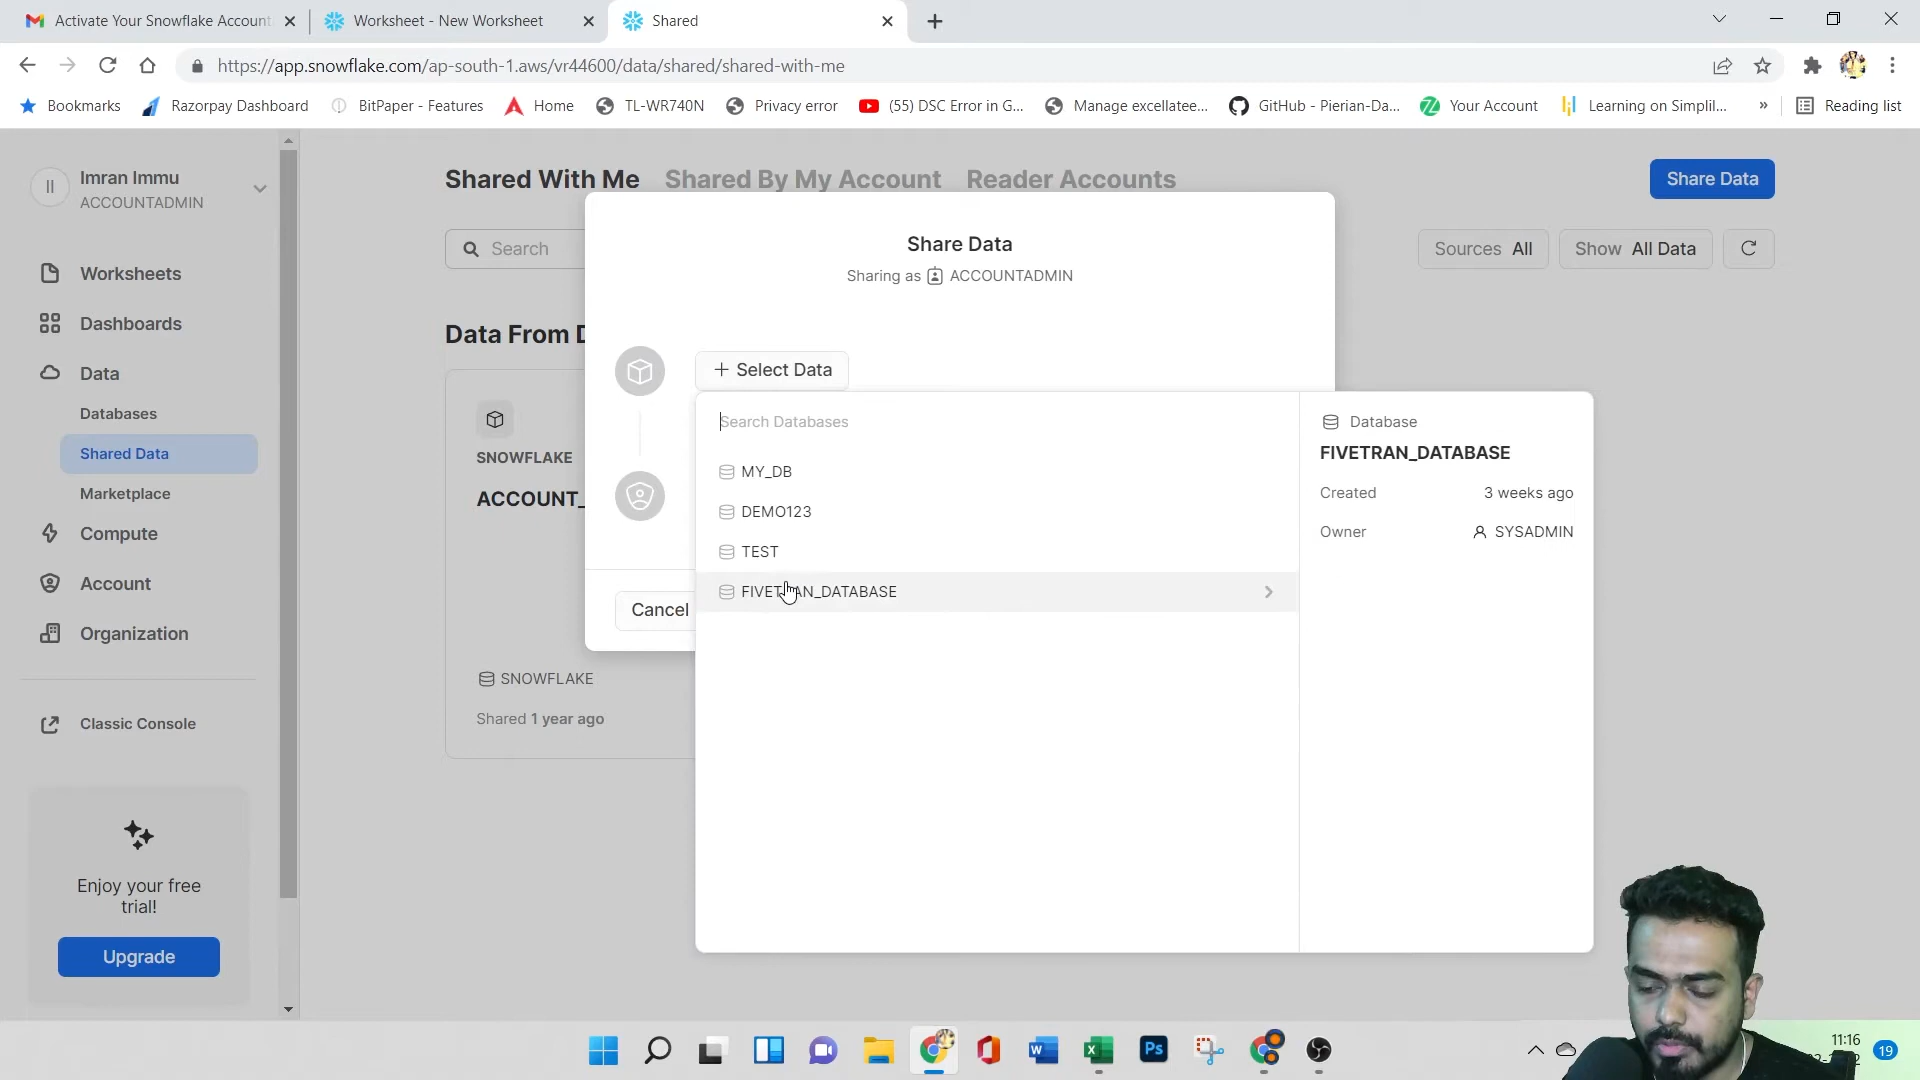 Activate Your Snowflake Account
Worksheet - New Worksheet
Shared
https://app.snowflake.com/ap-south-1.aws/vr44600/data/shared/shared-with-me
Bookmarks
Razorpay Dashboard
BitPaper - Features
Home
TL-WR740N
Privacy error
(55) DSC Error in G...
Manage excellatee...
GitHub - Pierian-Da...
Your Account
Learning on Simplil...
»
Reading list
II
Imran Immu
ACCOUNTADMIN
Worksheets
Dashboards
Data
Databases
Shared Data
Marketplace
Compute
Account
Organization
Classic Console
Enjoy your free
trial!
Upgrade
Shared With Me
Shared By My Account
Reader Accounts
Share Data
Search
Sources All
Show All Data
Data From D
SNOWFLAKE
ACCOUNT_
SNOWFLAKE
Shared 1 year ago
Share Data
Sharing as ACCOUNTADMIN
+ Select Data
Cancel
Search Databases
MY_DB
DEMO123
TEST
FIVETRAN_DATABASE
Database
FIVETRAN_DATABASE
Created 3 weeks ago
Owner SYSADMIN
Ps
11:16
19